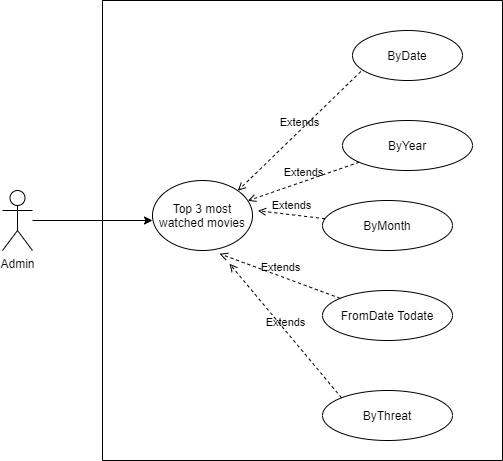 ByDate
Extends
ByYear
Extends
Top 3 most
watched movies
Extends
ByMonth
Admin
Extends
FromDate Todate
Extends
ByThreat